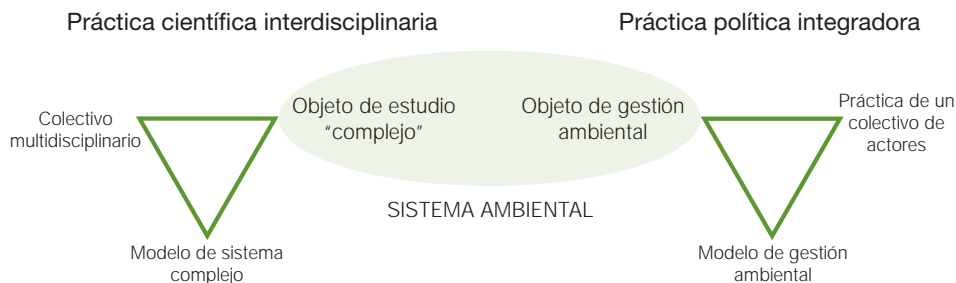 Práctica científica interdisciplinaria
Práctica política integradora
Colectivo
multidisciplinario
Objeto de estudio
“complejo”
Objeto de gestión
ambiental
Práctica de un
colectivo de
actores
SISTEMA AMBIENTAL
Modelo de sistema
complejo
Modelo de gestión
ambiental